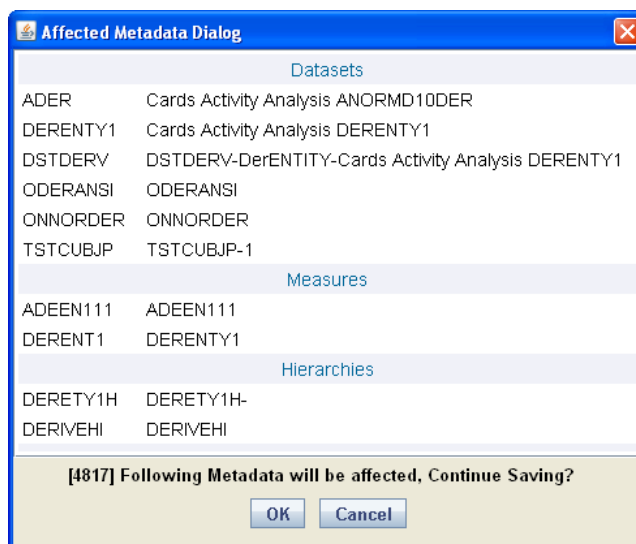 Affected Metadata Dialog
Datasets
ADER Cards Activity Analysis ANORMD10DER
DERENTY1 Cards Activity Analysis DERENTY1
DSTDERV DSTDERV-DerENTITY-Cards Activity Analysis DERENTY1
ODERANSI ODERANSI
ONNORDER ONNORDER
TSTCUBJP TSTCUBJP-1
Measures
ADEEN111 ADEEN111
DERENT1 DERENTY1
Hierarchies
DERETY1H DERETY1H-
DERIVEHI DERIVEHI
[4817] Following Metadata will be affected, Continue Saving?
OK Cancel